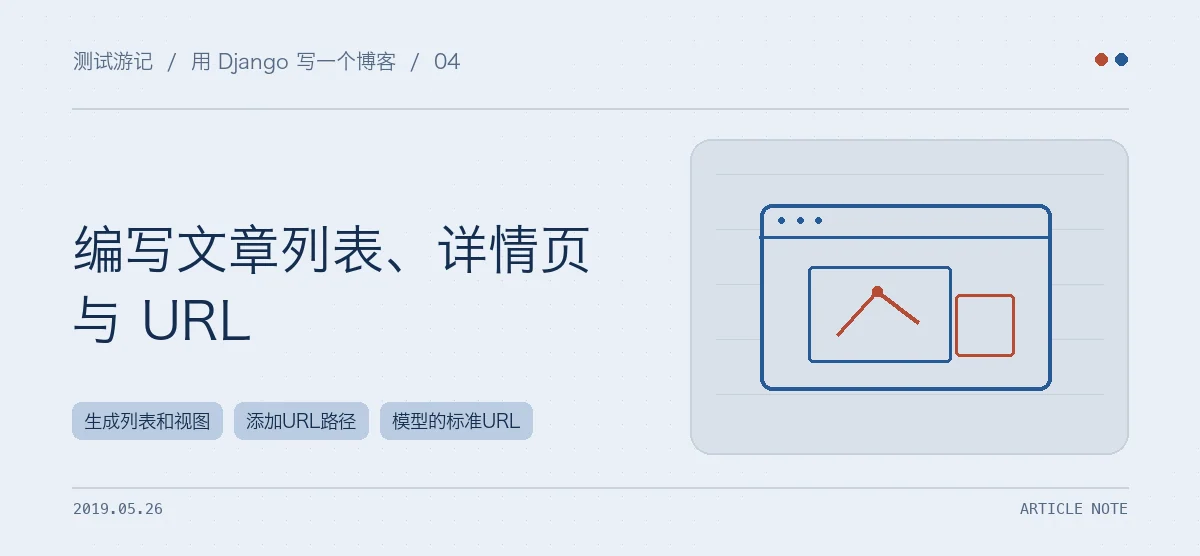 测试游记 / 用 Django 写一个博客 / 04
编写文章列表、详情页
与 URL
生成列表和视图 添加URL路径 模型的标准URL
2019.05.26 ARTICLE NOTE